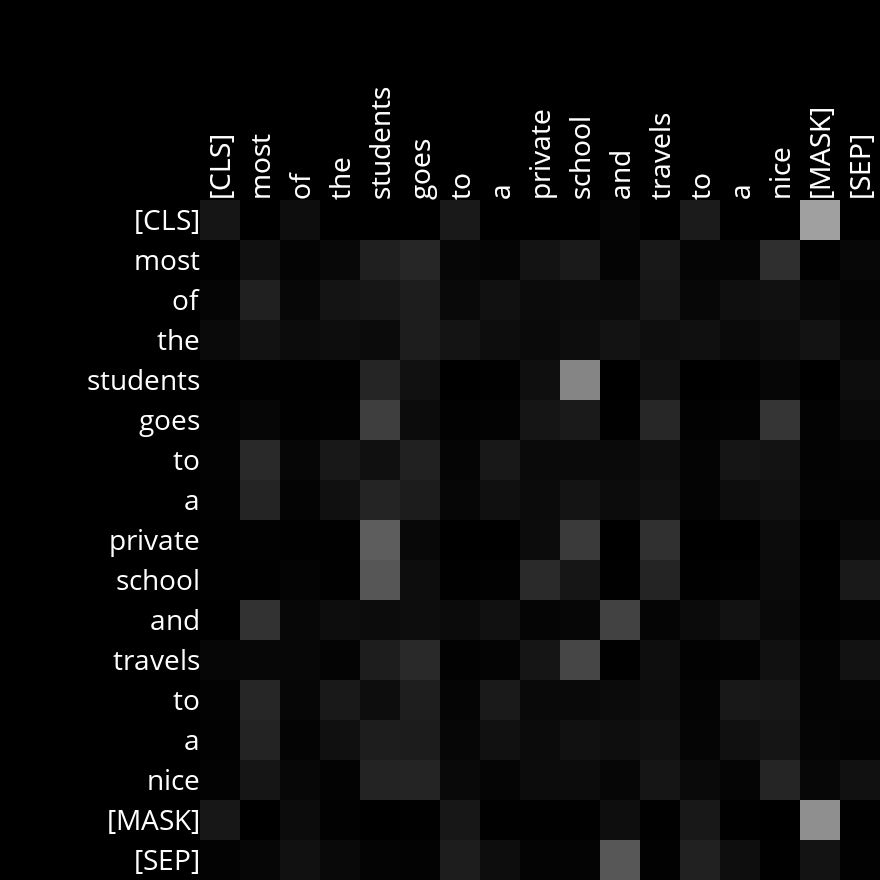 [CLS] most of the students goes to a private school and travels to a nice [MASK] [SEP]
[CLS]
most
of
the
students
goes
to
a
private
school
and
travels
to
a
nice
[MASK]
[SEP]